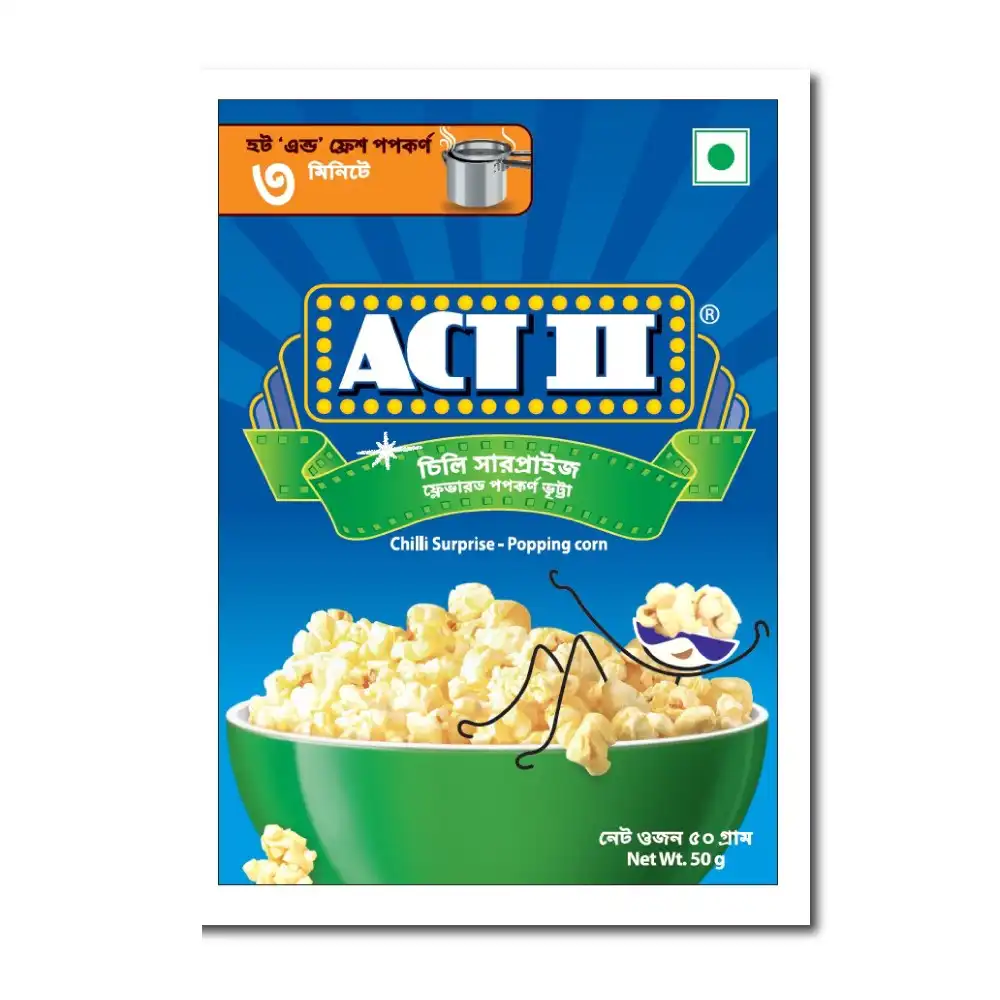 হট ‘এন্ড’ ফ্রেশ পপকর্ণ
৩ মিনিটে
ACT II ®
চিলি সারপ্রাইজ
ফ্লেভারড পপকর্ণ ভূট্টা
Chilli Surprise - Popping corn
নেট ওজন ৫০ গ্রাম
Net Wt. 50 g